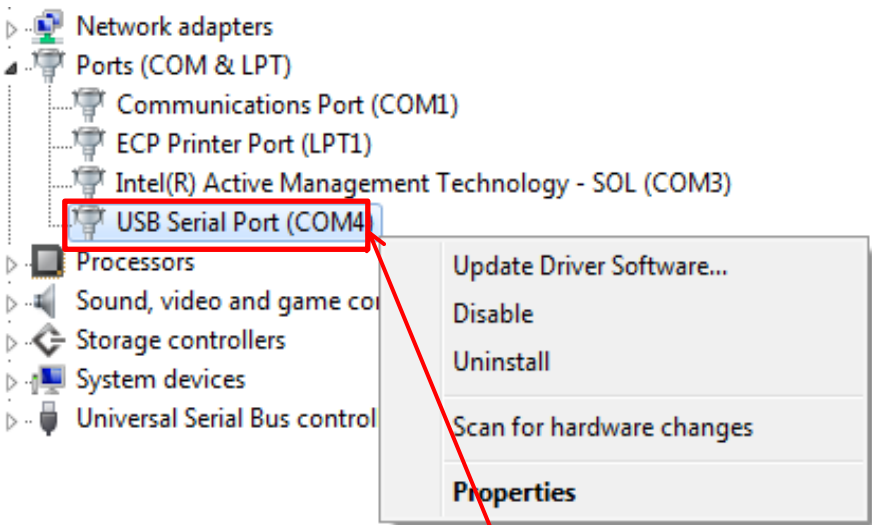 Network adapters
Ports (COM & LPT)
Communications Port (COM1)
ECP Printer Port (LPT1)
Intel(R) Active Management Technology - SOL (COM3)
USB Serial Port (COM4)
Processors
Sound, video and game co
Storage controllers
System devices
Universal Serial Bus control
Update Driver Software...
Disable
Uninstall
Scan for hardware changes
Properties